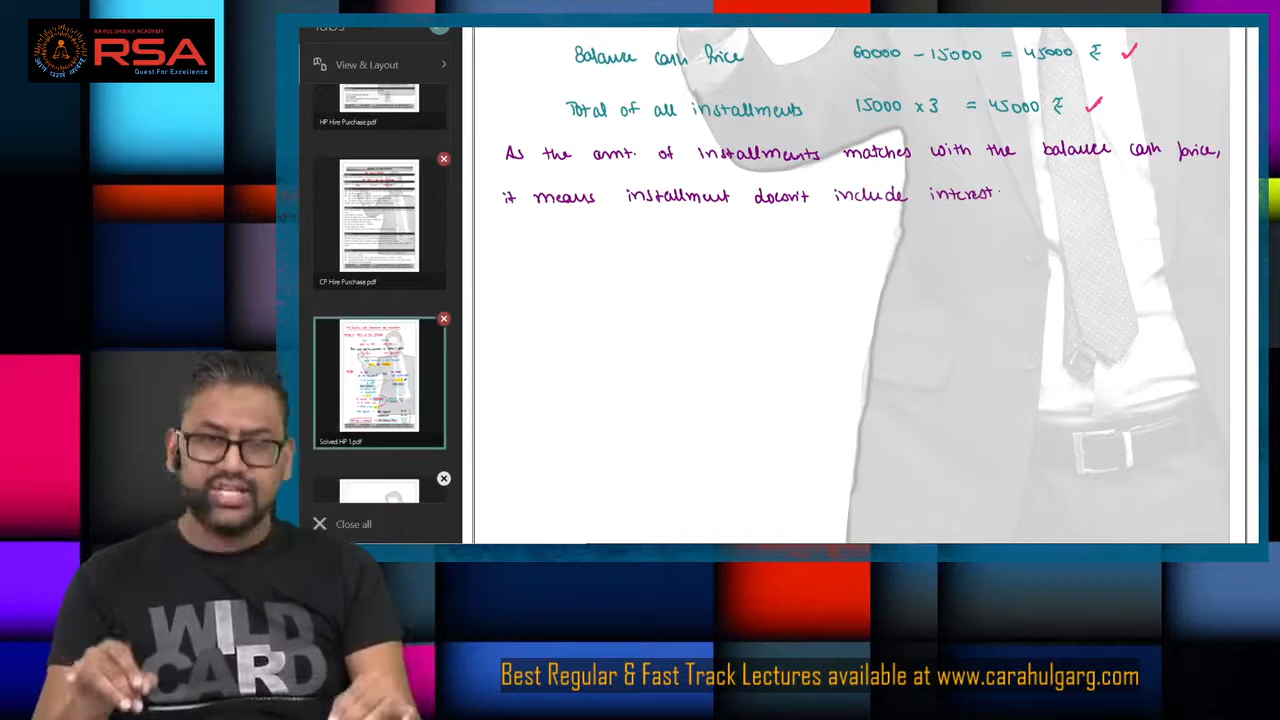 RAHUL SHIKHA ACADEMY
RSA
Quest For Excellence
View & Layout
HP Hire Purchase.pdf
CP Hire Purchase.pdf
Solved HP 1.pdf
Close all
Balance cash Price 60000 - 15000 = 45000 ₹ ✓
Total of all installments 15000 x 3 = 45000 ₹ ✓
As the amt. of installments matches with the balance cash price,
it means installment doesn't include interest.
WILD
CARD
Best Regular & Fast Track Lectures available at www.carahulgarg.com